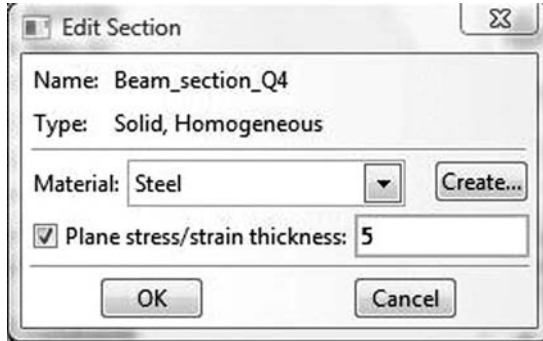 Edit Section
Name: Beam_section_Q4
Type: Solid, Homogeneous
Material: Steel Create...
Plane stress/strain thickness: 5
OK Cancel